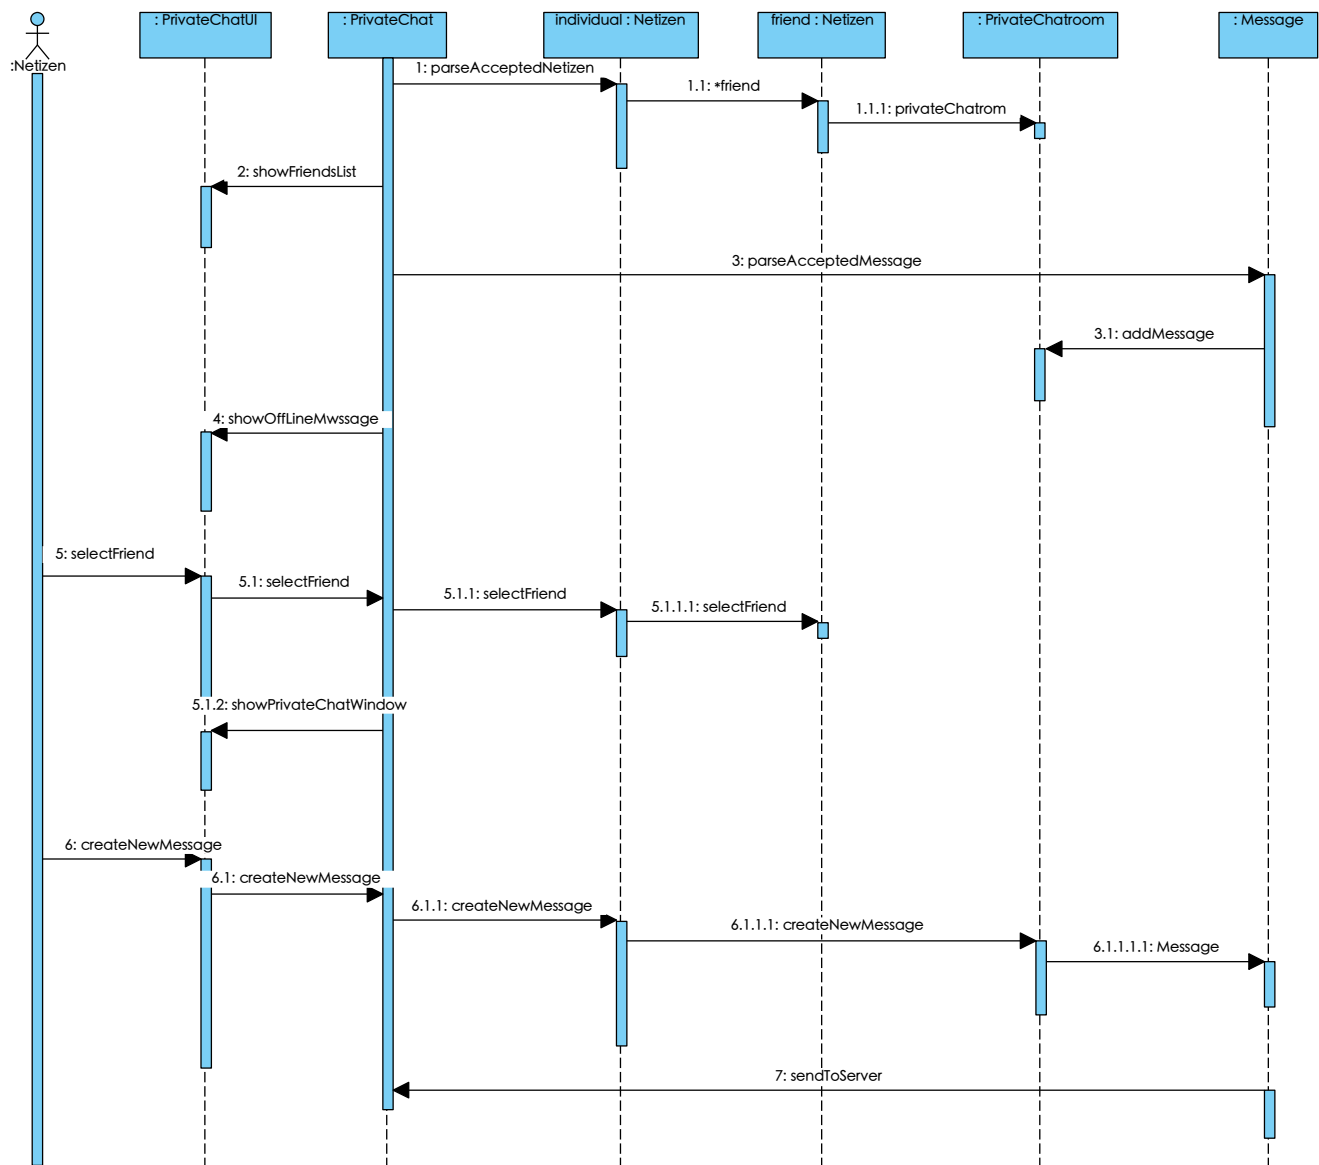 : PrivateChatUI
: PrivateChat
individual : Netizen
friend : Netizen
: PrivateChatroom
: Message
:Netizen
1: parseAcceptedNetizen
1.1: *friend
1.1.1: privateChatrom
2: showFriendsList
3: parseAcceptedMessage
3.1: addMessage
4: showOffLineMwssage
5: selectFriend
5.1: selectFriend
5.1.1: selectFriend
5.1.1.1: selectFriend
5.1.2: showPrivateChatWindow
6: createNewMessage
6.1: createNewMessage
6.1.1: createNewMessage
6.1.1.1: createNewMessage
6.1.1.1.1: Message
7: sendToServer